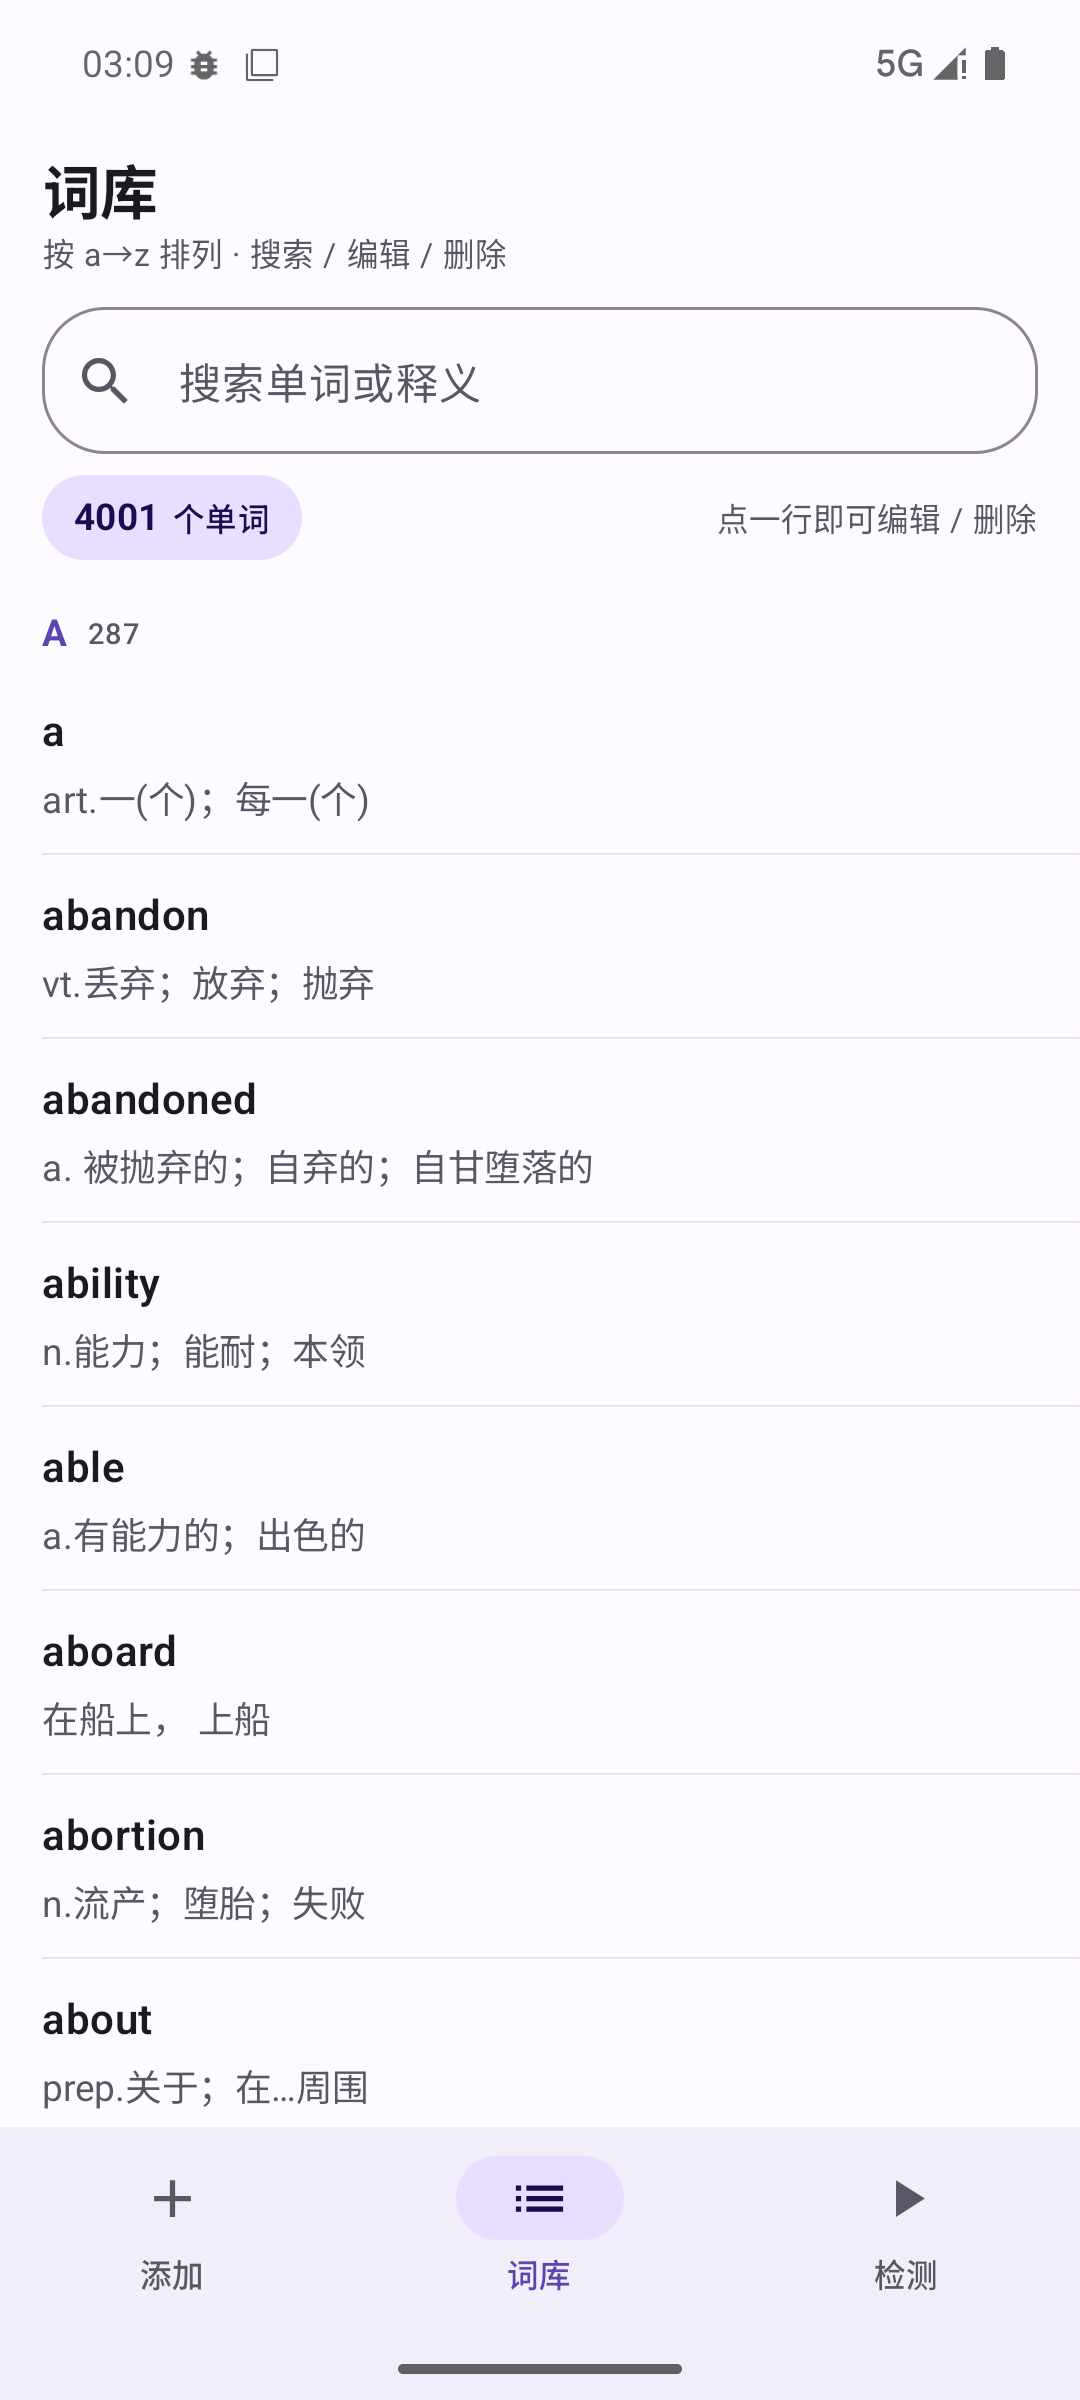 03:09
5G
词库
按 a→z 排列 · 搜索 / 编辑 / 删除
搜索单词或释义
4001 个单词
点一行即可编辑 / 删除
A 287
a
art.一(个)；每一(个)
abandon
vt.丢弃；放弃；抛弃
abandoned
a. 被抛弃的；自弃的；自甘堕落的
ability
n.能力；能耐；本领
able
a.有能力的；出色的
aboard
在船上， 上船
abortion
n.流产；堕胎；失败
about
prep.关于；在…周围
添加
词库
检测